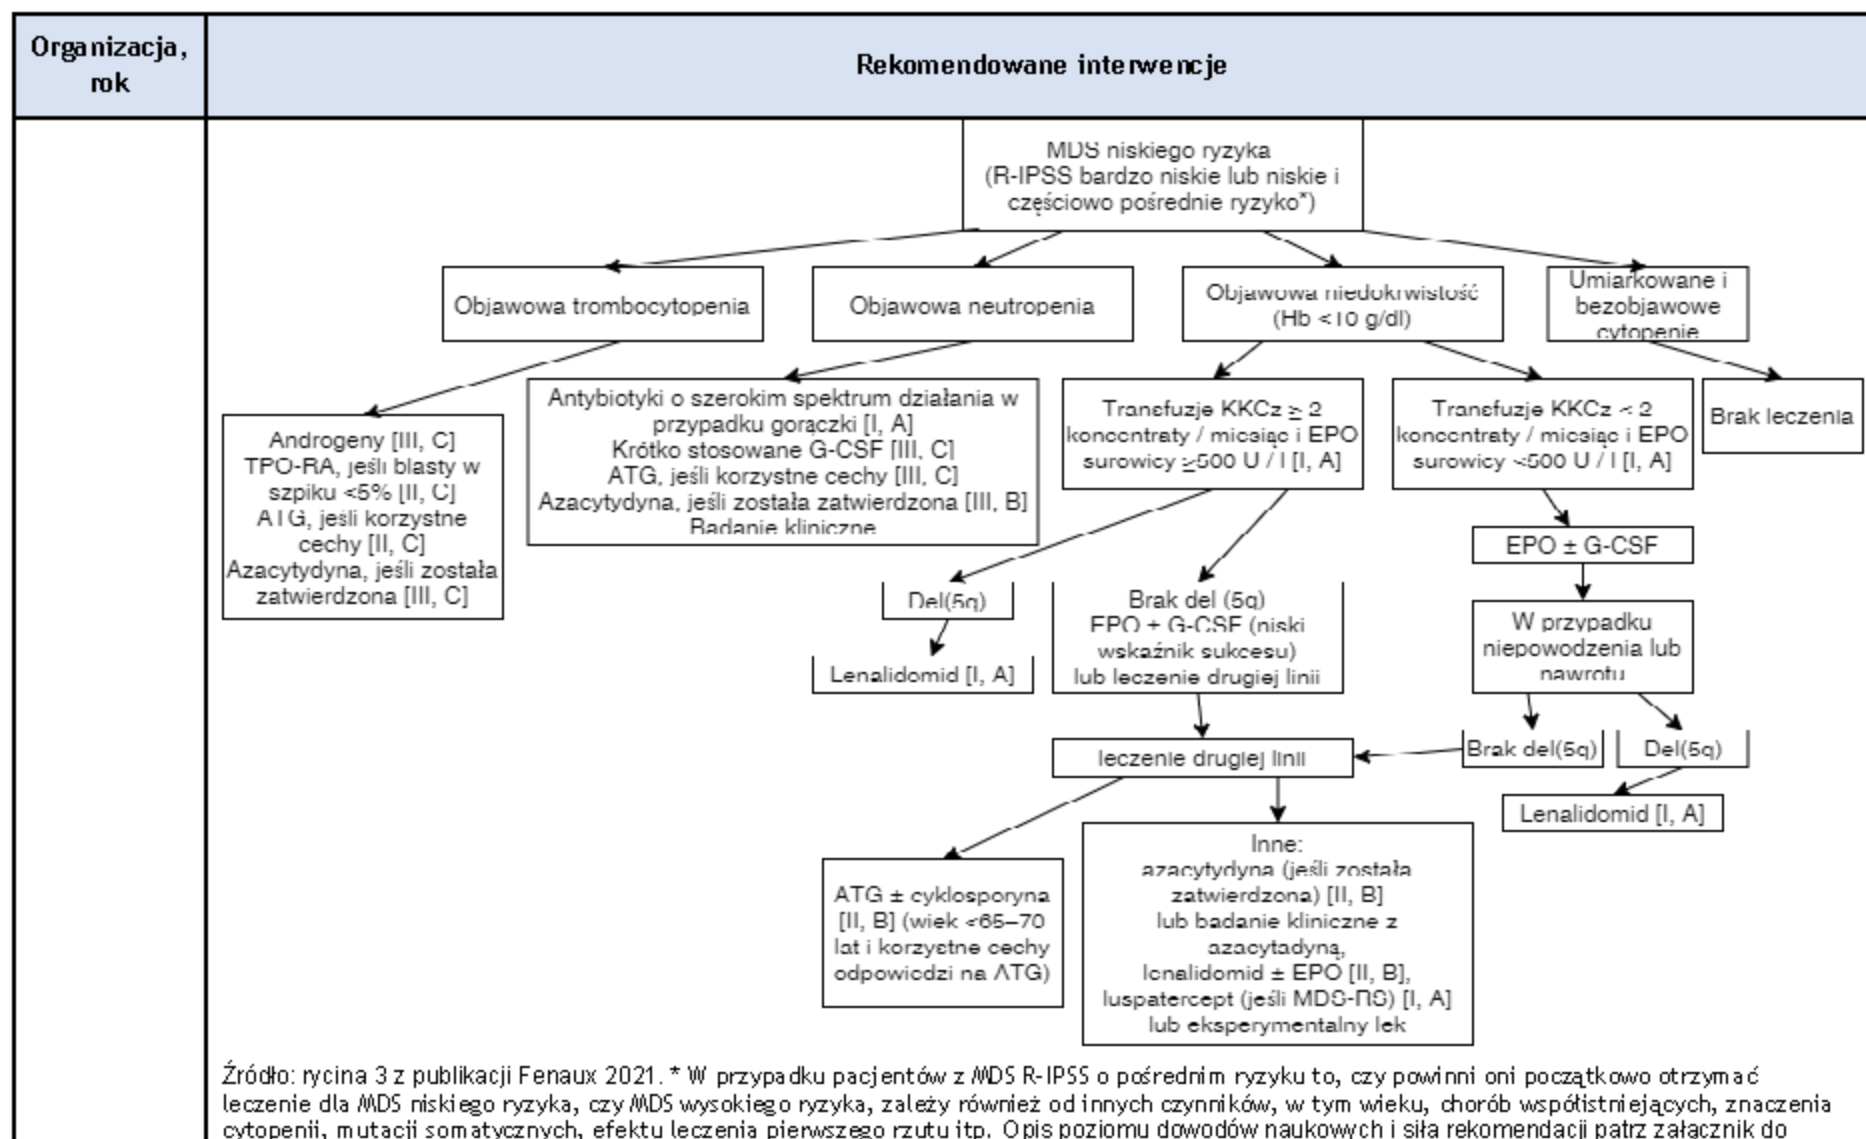 Organizacja,
rok
Rekomendowane interwencje
MDS niskiego ryzyka
(R-IPSS bardzo niskie lub niskie i
częściowo pośrednie ryzyko*)
Objawowa trombocytopenia
Objawowa neutropenia
Objawowa niedokrwistość
(Hb <10 g/dl)
Umiarkowane i
bezobjawowe
cytopenie
Androgeny [III, C]
TPO-RA, jeśli blasty w
szpiku <5% [II, C]
ATG, jeśli korzystne
cechy [II, C]
Azacytydyna, jeśli została
zatwierdzona [III, C]
Antybiotyki o szerokim spektrum działania w
przypadku gorączki [I, A]
Krótko stosowane G-CSF [III, C]
ATG, jeśli korzystne cechy [III, C]
Azacytydyna, jeśli została zatwierdzona [III, B]
Badanie kliniczne
Transfuzje KKCz ≥ 2
koncentraty / miesiąc i EPO
surowicy ≥500 U / l [I, A]
Transfuzje KKCz < 2
koncentraty / miesiąc i EPO
surowicy <500 U / l [I, A]
Brak leczenia
EPO ± G-CSF
Del(5q)
Lenalidomid [I, A]
Brak del (5q)
EPO ± G-CSF (niski
wskaźnik sukcesu)
lub leczenie drugiej linii
W przypadku
niepowodzenia lub
nawrotu
leczenie drugiej linii
Brak del(5q)
Del(5q)
Lenalidomid [I, A]
ATG ± cyklosporyna
[II, B] (wiek <65–70
lat i korzystne cechy
odpowiedzi na ATG)
Inne:
azacytydyna (jeśli została
zatwierdzona) [II, B]
lub badanie kliniczne z
azacytadyną,
lenalidomid ± EPO [II, B],
luspatercept (jeśli MDS-RS) [I, A]
lub eksperymentalny lek
Źródło: rycina 3 z publikacji Fenaux 2021. * W przypadku pacjentów z MDS R-IPSS o pośrednim ryzyku to, czy powinni oni początkowo otrzymać
leczenie dla MDS niskiego ryzyka, czy MDS wysokiego ryzyka, zależy również od innych czynników, w tym wieku, chorób współistniejących, znaczenia
cytopenii, mutacji somatycznych, efektu leczenia pierwszego rzutu itp. Opis poziomu dowodów naukowych i siła rekomendacji patrz załącznik do